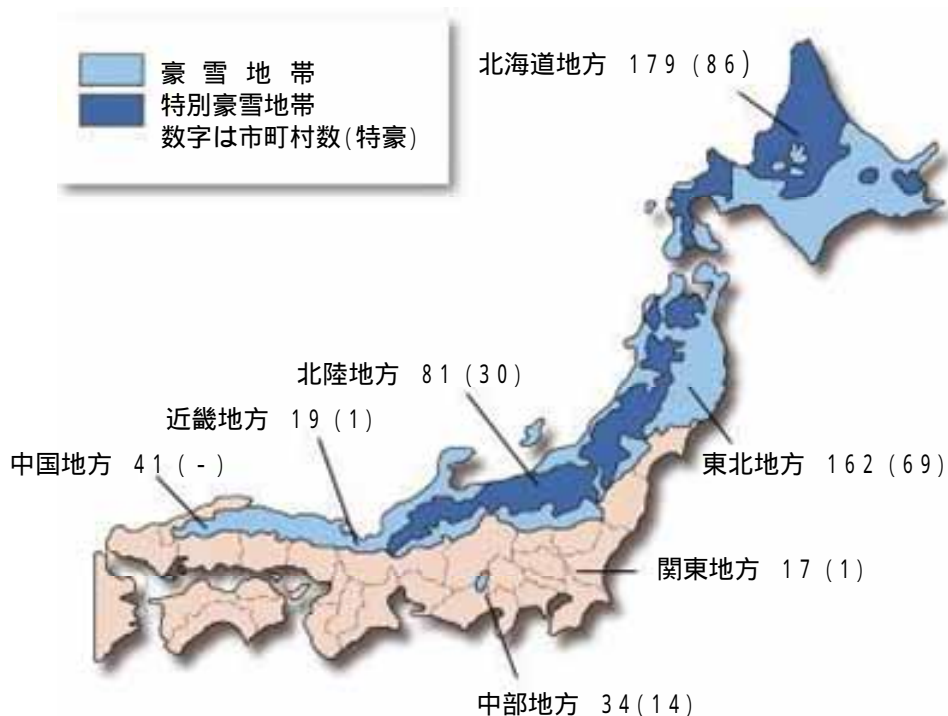 豪雪地帯
特別豪雪地帯
数字は市町村数(特豪)
北海道地方 179 (86)
北陸地方 81 (30)
近畿地方 19 (1)
中国地方 41 (-)
東北地方 162 (69)
関東地方 17 (1)
中部地方 34(14)